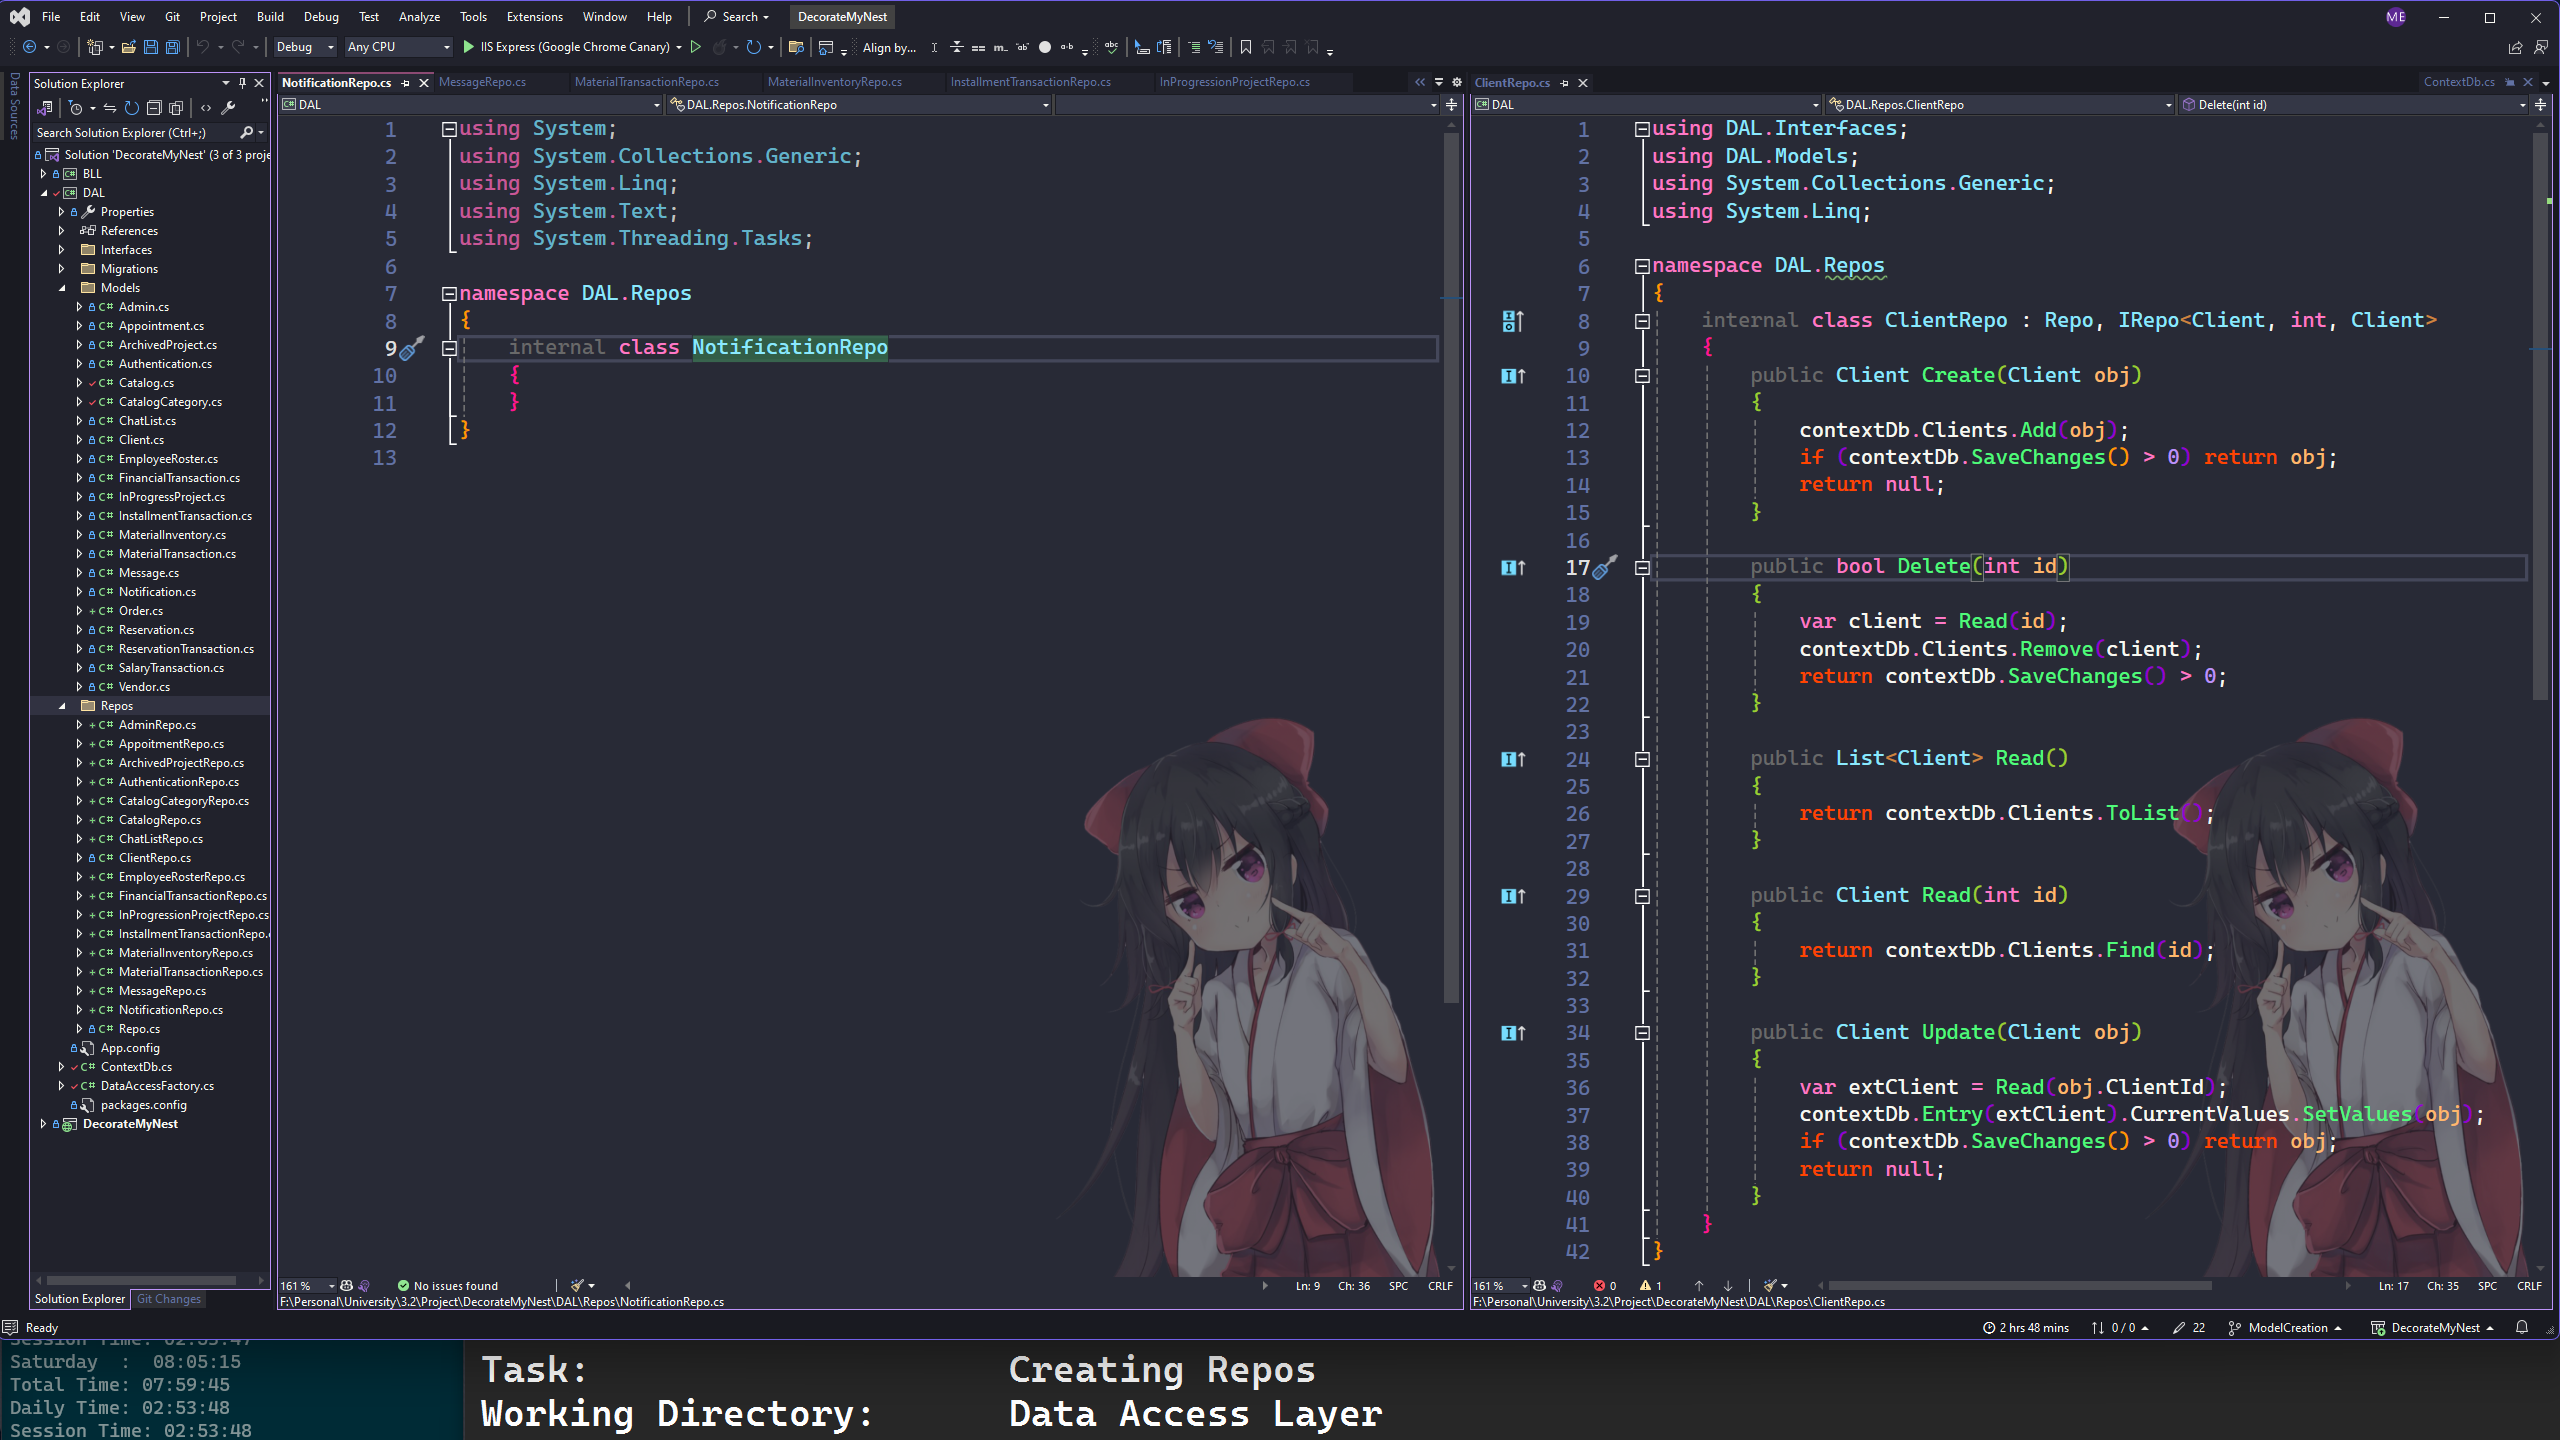 File Edit View Git Project Build Debug Test Analyze Tools Extensions Window Help Search DecorateMyNest ME
Debug Any CPU IIS Express (Google Chrome Canary) Align by...
Data Sources
Solution Explorer
Search Solution Explorer (Ctrl+;)
Solution 'DecorateMyNest' (3 of 3 proje
BLL
DAL
Properties
References
Interfaces
Migrations
Models
Admin.cs
Appointment.cs
ArchivedProject.cs
Authentication.cs
Catalog.cs
CatalogCategory.cs
ChatList.cs
Client.cs
EmployeeRoster.cs
FinancialTransaction.cs
InProgressProject.cs
InstallmentTransaction.cs
MaterialInventory.cs
MaterialTransaction.cs
Message.cs
Notification.cs
Order.cs
Reservation.cs
ReservationTransaction.cs
SalaryTransaction.cs
Vendor.cs
Repos
AdminRepo.cs
AppoitmentRepo.cs
ArchivedProjectRepo.cs
AuthenticationRepo.cs
CatalogCategoryRepo.cs
CatalogRepo.cs
ChatListRepo.cs
ClientRepo.cs
EmployeeRosterRepo.cs
FinancialTransactionRepo.cs
InProgressionProjectRepo.cs
InstallmentTransactionRepo.
MaterialInventoryRepo.cs
MaterialTransactionRepo.cs
MessageRepo.cs
NotificationRepo.cs
Repo.cs
App.config
ContextDb.cs
DataAccessFactory.cs
packages.config
DecorateMyNest
Solution Explorer Git Changes
NotificationRepo.cs MessageRepo.cs MaterialTransactionRepo.cs MaterialInventoryRepo.cs InstallmentTransactionRepo.cs InProgressionProjectRepo.cs
DAL DAL.Repos.NotificationRepo
1 using System;
2 using System.Collections.Generic;
3 using System.Linq;
4 using System.Text;
5 using System.Threading.Tasks;
6
7 namespace DAL.Repos
8 {
9 internal class NotificationRepo
10 {
11 }
12 }
13
161 % No issues found Ln: 9 Ch: 36 SPC CRLF
F:\Personal\University\3.2\Project\DecorateMyNest\DAL\Repos\NotificationRepo.cs
ClientRepo.cs ContextDb.cs
DAL DAL.Repos.ClientRepo Delete(int id)
1 using DAL.Interfaces;
2 using DAL.Models;
3 using System.Collections.Generic;
4 using System.Linq;
5
6 namespace DAL.Repos
7 {
8 internal class ClientRepo : Repo, IRepo<Client, int, Client>
9 {
10 public Client Create(Client obj)
11 {
12 contextDb.Clients.Add(obj);
13 if (contextDb.SaveChanges() > 0) return obj;
14 return null;
15 }
16
17 public bool Delete(int id)
18 {
19 var client = Read(id);
20 contextDb.Clients.Remove(client);
21 return contextDb.SaveChanges() > 0;
22 }
23
24 public List<Client> Read()
25 {
26 return contextDb.Clients.ToList();
27 }
28
29 public Client Read(int id)
30 {
31 return contextDb.Clients.Find(id);
32 }
33
34 public Client Update(Client obj)
35 {
36 var extClient = Read(obj.ClientId);
37 contextDb.Entry(extClient).CurrentValues.SetValues(obj);
38 if (contextDb.SaveChanges() > 0) return obj;
39 return null;
40 }
41 }
42 }
161 % 0 1 Ln: 17 Ch: 35 SPC CRLF
F:\Personal\University\3.2\Project\DecorateMyNest\DAL\Repos\ClientRepo.cs
Ready 2 hrs 48 mins 0 / 0 22 ModelCreation DecorateMyNest
Session Time: 02:53:47
Saturday : 08:05:15
Total Time: 07:59:45
Daily Time: 02:53:48
Session Time: 02:53:48
Task: Creating Repos
Working Directory: Data Access Layer